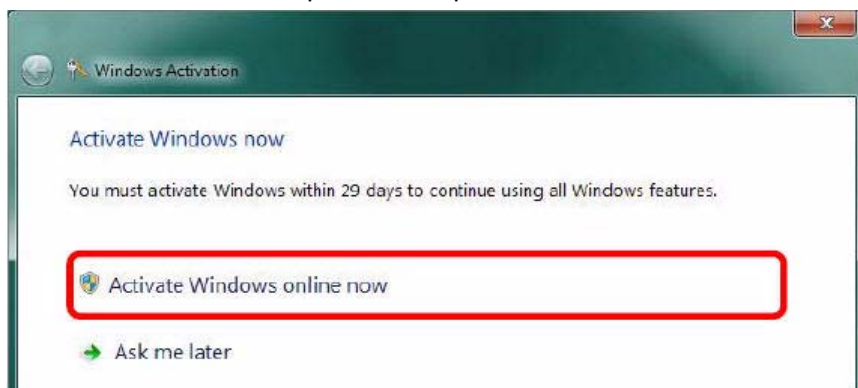 Windows Activation
Activate Windows now
You must activate Windows within 29 days to continue using all Windows features.
Activate Windows online now
Ask me later